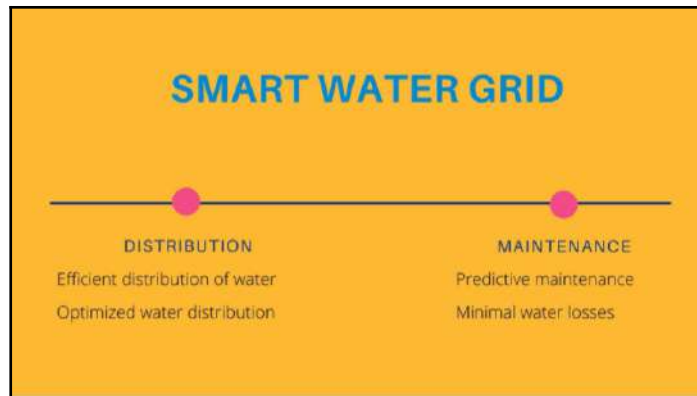 SMART WATER GRID
DISTRIBUTION
Efficient distribution of water
Optimized water distribution
MAINTENANCE
Predictive maintenance
Minimal water losses